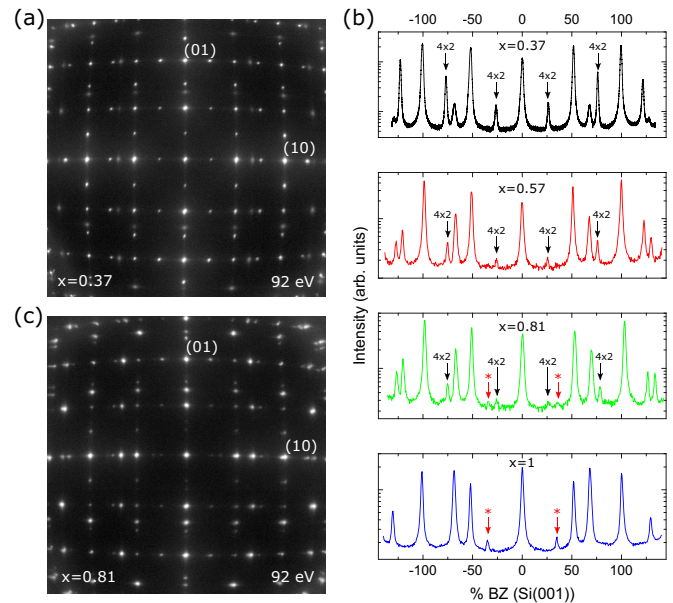 (a)
(01)
(10)
x=0.37
92 eV
(c)
(01)
(10)
x=0.81
92 eV
(b)
-100 -50 0 50 100
x=0.37
4x2 4x2 4x2 4x2
x=0.57
4x2 4x2 4x2 4x2
x=0.81
4x2 * 4x2 4x2 * 4x2
x=1
* *
-100 -50 0 50 100
% BZ (Si(001))
Intensity (arb. units)